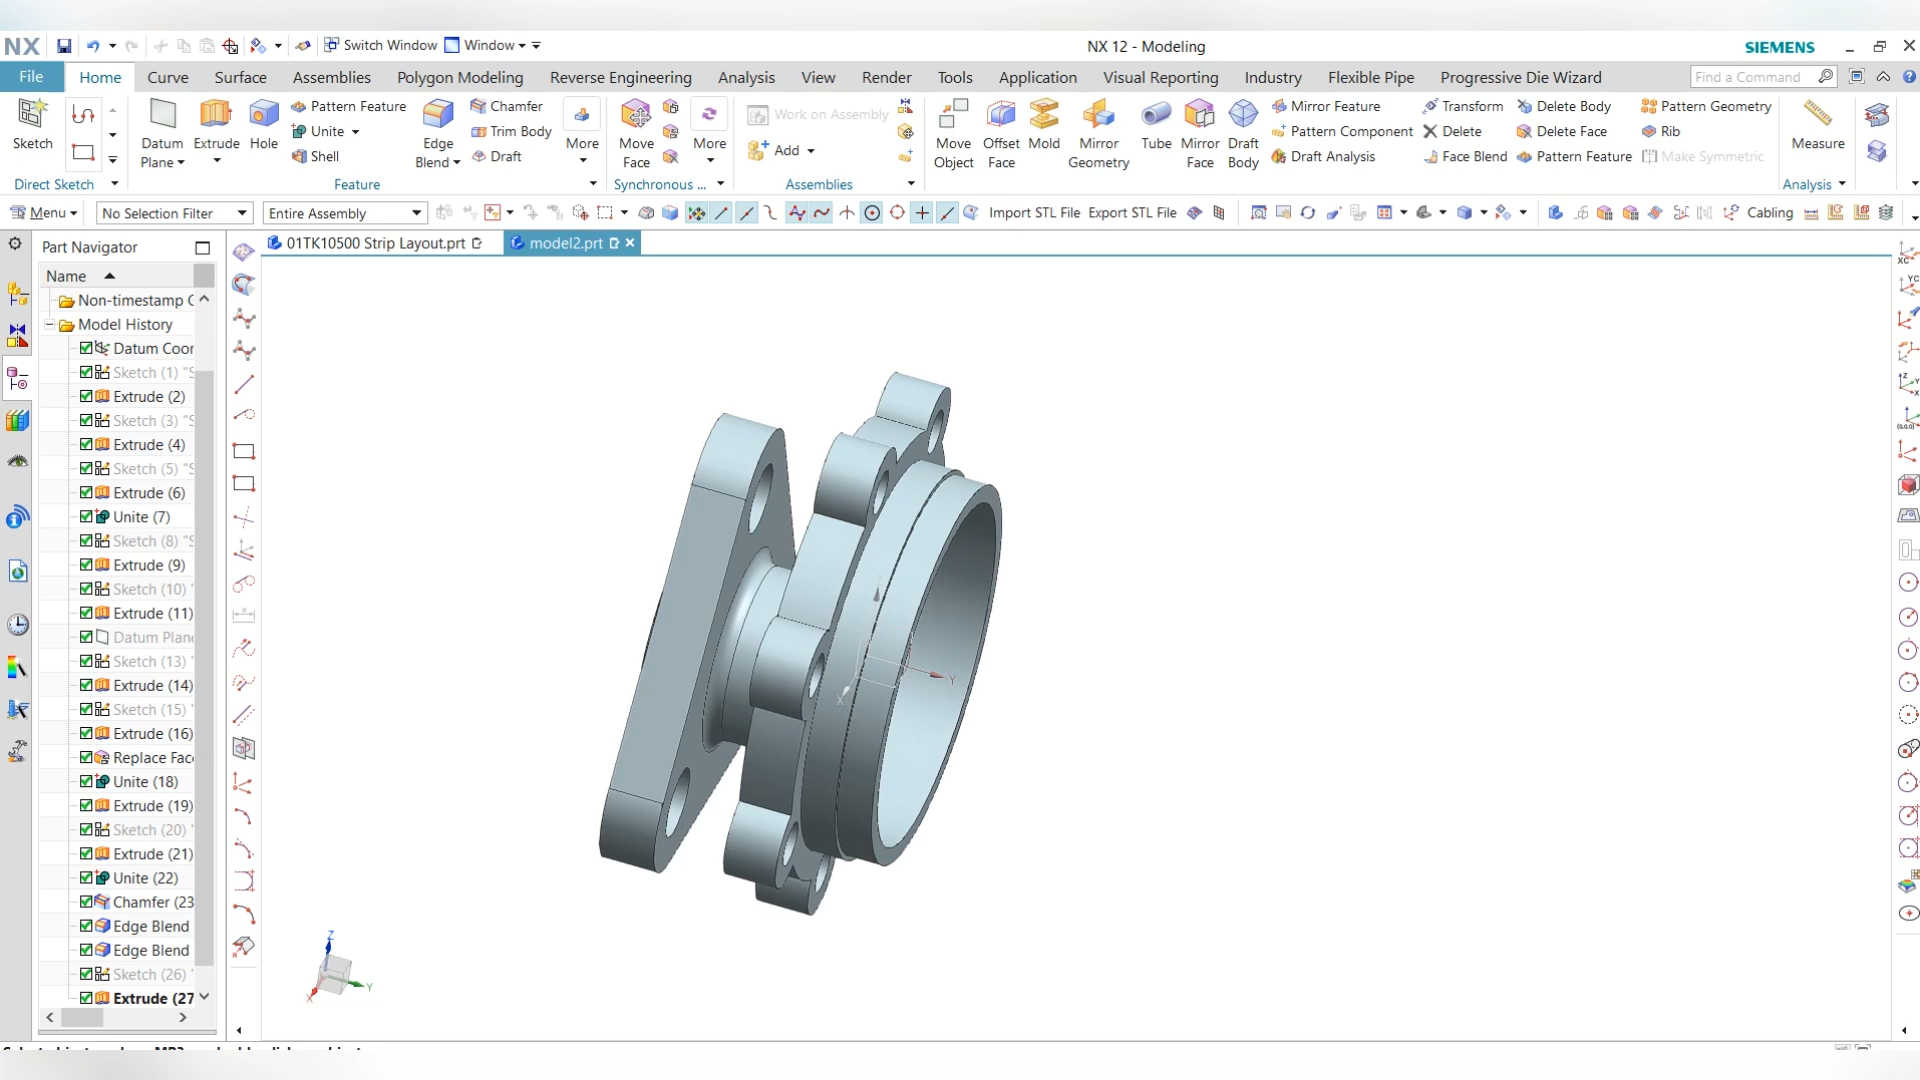 NX Switch Window Window NX 12 - Modeling SIEMENS
File Home Curve Surface Assemblies Polygon Modeling Reverse Engineering Analysis View Render Tools Application Visual Reporting Industry Flexible Pipe Progressive Die Wizard Find a Command
Sketch
Direct Sketch
Datum Plane
Extrude
Hole
Pattern Feature
Unite
Shell
Edge Blend
Chamfer
Trim Body
Draft
More
Feature
Move Face
More
Synchronous ...
Work on Assembly
Add
Assemblies
Move Object
Offset Face
Mold
Mirror Geometry
Tube
Mirror Face
Draft Body
Mirror Feature
Pattern Component
Draft Analysis
Transform
Delete
Face Blend
Delete Body
Delete Face
Pattern Feature
Pattern Geometry
Rib
Make Symmetric
Measure
Analysis
Menu No Selection Filter Entire Assembly Import STL File Export STL File Cabling
Part Navigator
01TK10500 Strip Layout.prt model2.prt
Name
Non-timestamp
Model History
Datum Coor
Sketch (1) "S
Extrude (2)
Sketch (3) "S
Extrude (4)
Sketch (5) "S
Extrude (6)
Unite (7)
Sketch (8) "S
Extrude (9)
Sketch (10) "
Extrude (11)
Datum Plane
Sketch (13) "
Extrude (14)
Sketch (15) "
Extrude (16)
Replace Face
Unite (18)
Extrude (19)
Sketch (20) "
Extrude (21)
Unite (22)
Chamfer (23
Edge Blend
Edge Blend
Sketch (26) "
Extrude (27
Z
Y
X
Z
Y
X
XC
YC